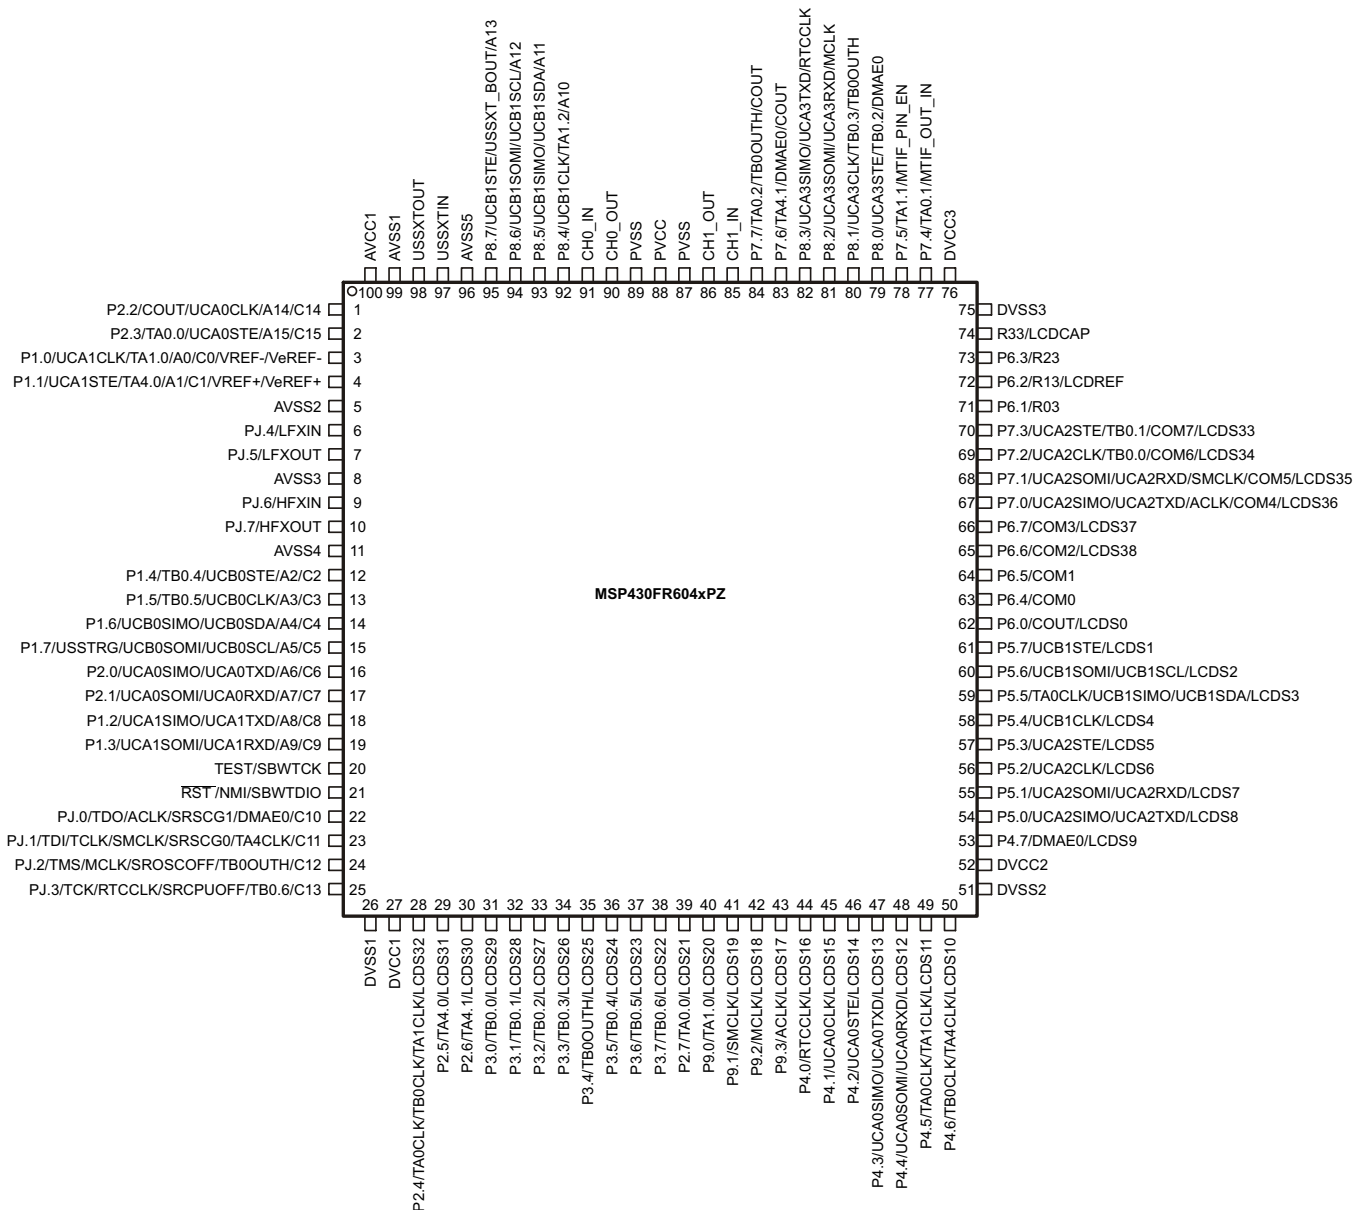 AVCC1
AVSS1
USSXTOUT
USSXTIN
AVSS5
P8.7/UCB1STE/USSXT_BOUT/A13
P8.6/UCB1SOMI/UCB1SCL/A12
P8.5/UCB1SIMO/UCB1SDA/A11
P8.4/UCB1CLK/TA1.2/A10
CH0_IN
CH0_OUT
PVSS
PVCC
PVSS
CH1_OUT
CH1_IN
P7.7/TA0.2/TB0OUTH/COUT
P7.6/TA4.1/DMAE0/COUT
P8.3/UCA3SIMO/UCA3TXD/RTCCLK
P8.2/UCA3SOMI/UCA3RXD/MCLK
P8.1/UCA3CLK/TB0.3/TB0OUTH
P8.0/UCA3STE/TB0.2/DMAE0
P7.5/TA1.1/MTIF_PIN_EN
P7.4/TA0.1/MTIF_OUT_IN
DVCC3
100 99 98 97 96 95 94 93 92 91 90 89 88 87 86 85 84 83 82 81 80 79 78 77 76
P2.2/COUT/UCA0CLK/A14/C14 1
P2.3/TA0.0/UCA0STE/A15/C15 2
P1.0/UCA1CLK/TA1.0/A0/C0/VREF-/VeREF- 3
P1.1/UCA1STE/TA4.0/A1/C1/VREF+/VeREF+ 4
AVSS2 5
PJ.4/LFXIN 6
PJ.5/LFXOUT 7
AVSS3 8
PJ.6/HFXIN 9
PJ.7/HFXOUT 10
AVSS4 11
P1.4/TB0.4/UCB0STE/A2/C2 12
P1.5/TB0.5/UCB0CLK/A3/C3 13
P1.6/UCB0SIMO/UCB0SDA/A4/C4 14
P1.7/USSTRG/UCB0SOMI/UCB0SCL/A5/C5 15
P2.0/UCA0SIMO/UCA0TXD/A6/C6 16
P2.1/UCA0SOMI/UCA0RXD/A7/C7 17
P1.2/UCA1SIMO/UCA1TXD/A8/C8 18
P1.3/UCA1SOMI/UCA1RXD/A9/C9 19
TEST/SBWTCK 20
RST/NMI/SBWTDIO 21
PJ.0/TDO/ACLK/SRSCG1/DMAE0/C10 22
PJ.1/TDI/TCLK/SMCLK/SRSCG0/TA4CLK/C11 23
PJ.2/TMS/MCLK/SROSCOFF/TB0OUTH/C12 24
PJ.3/TCK/RTCCLK/SRCPUOFF/TB0.6/C13 25
MSP430FR604xPZ
75 DVSS3
74 R33/LCDCAP
73 P6.3/R23
72 P6.2/R13/LCDREF
71 P6.1/R03
70 P7.3/UCA2STE/TB0.1/COM7/LCDS33
69 P7.2/UCA2CLK/TB0.0/COM6/LCDS34
68 P7.1/UCA2SOMI/UCA2RXD/SMCLK/COM5/LCDS35
67 P7.0/UCA2SIMO/UCA2TXD/ACLK/COM4/LCDS36
66 P6.7/COM3/LCDS37
65 P6.6/COM2/LCDS38
64 P6.5/COM1
63 P6.4/COM0
62 P6.0/COUT/LCDS0
61 P5.7/UCB1STE/LCDS1
60 P5.6/UCB1SOMI/UCB1SCL/LCDS2
59 P5.5/TA0CLK/UCB1SIMO/UCB1SDA/LCDS3
58 P5.4/UCB1CLK/LCDS4
57 P5.3/UCA2STE/LCDS5
56 P5.2/UCA2CLK/LCDS6
55 P5.1/UCA2SOMI/UCA2RXD/LCDS7
54 P5.0/UCA2SIMO/UCA2TXD/LCDS8
53 P4.7/DMAE0/LCDS9
52 DVCC2
51 DVSS2
26 27 28 29 30 31 32 33 34 35 36 37 38 39 40 41 42 43 44 45 46 47 48 49 50
DVSS1
DVCC1
P2.4/TA0CLK/TB0CLK/TA1CLK/LCDS32
P2.5/TA4.0/LCDS31
P2.6/TA4.1/LCDS30
P3.0/TB0.0/LCDS29
P3.1/TB0.1/LCDS28
P3.2/TB0.2/LCDS27
P3.3/TB0.3/LCDS26
P3.4/TB0OUTH/LCDS25
P3.5/TB0.4/LCDS24
P3.6/TB0.5/LCDS23
P3.7/TB0.6/LCDS22
P2.7/TA0.0/LCDS21
P9.0/TA1.0/LCDS20
P9.1/SMCLK/LCDS19
P9.2/MCLK/LCDS18
P9.3/ACLK/LCDS17
P4.0/RTCCLK/LCDS16
P4.1/UCA0CLK/LCDS15
P4.2/UCA0STE/LCDS14
P4.3/UCA0SIMO/UCA0TXD/LCDS13
P4.4/UCA0SOMI/UCA0RXD/LCDS12
P4.5/TA0CLK/TA1CLK/LCDS11
P4.6/TB0CLK/TA4CLK/LCDS10